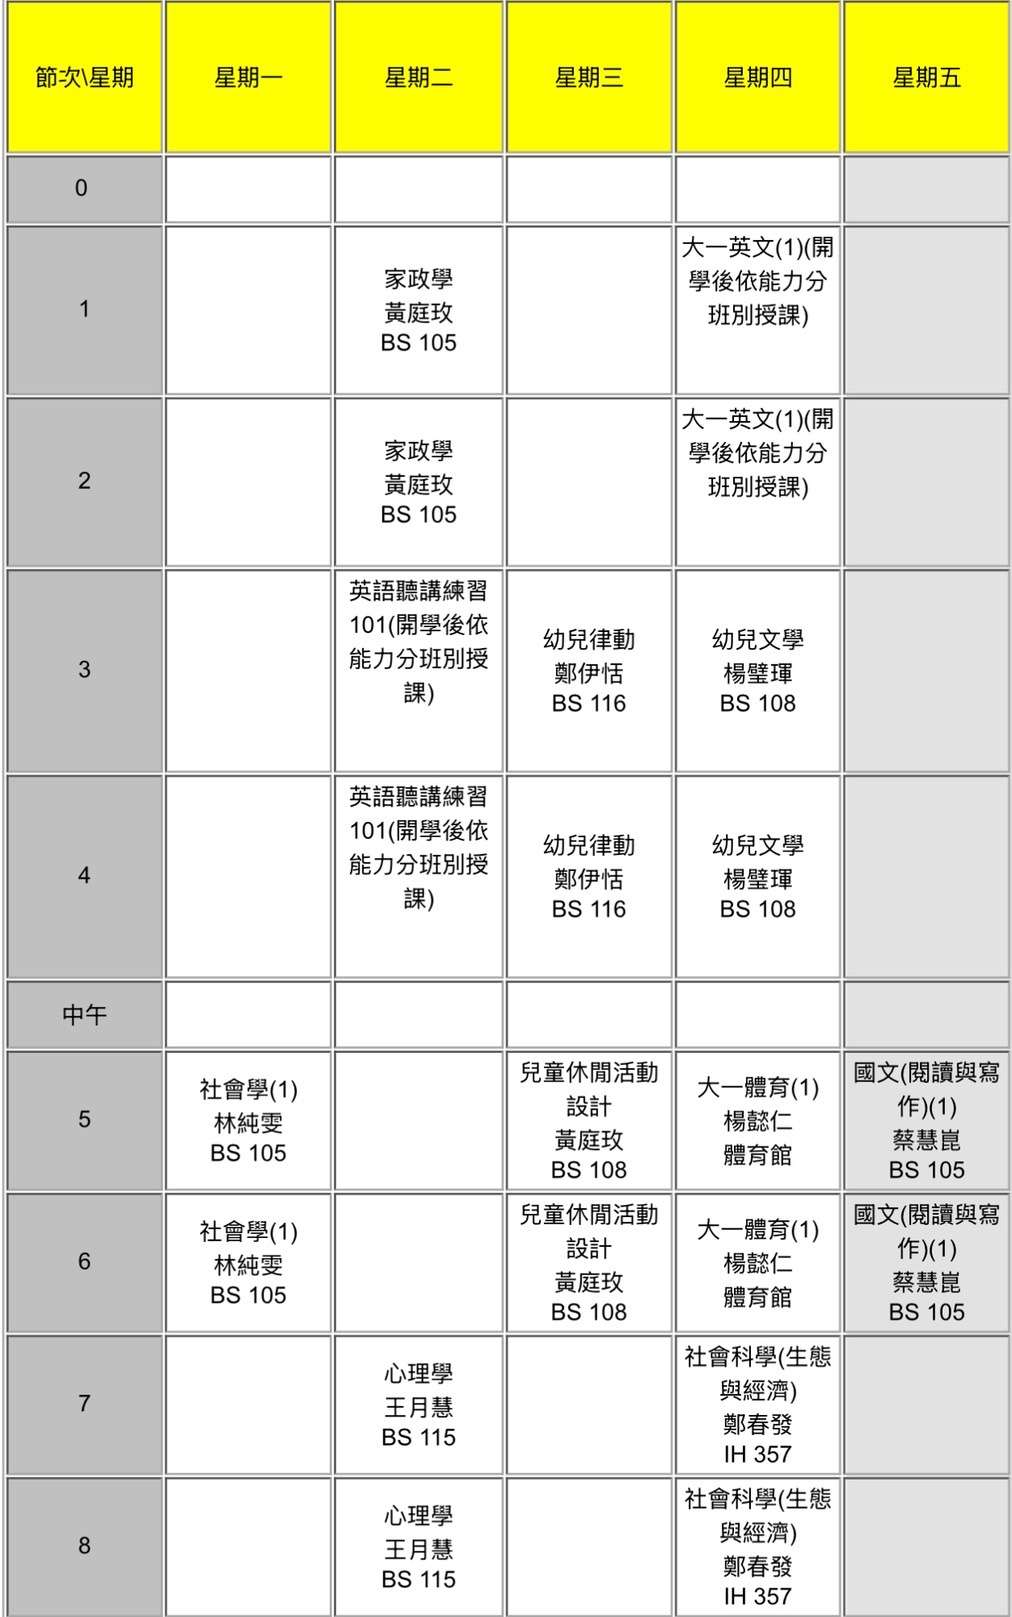 節次\星期 星期一 星期二 星期三 星期四 星期五
0
1
家政學
黃庭玫
BS 105
大一英文(1)(開
學後依能力分
班別授課)
2
家政學
黃庭玫
BS 105
大一英文(1)(開
學後依能力分
班別授課)
3
英語聽講練習
101(開學後依
能力分班別授
課)
幼兒律動
鄭伊恬
BS 116
幼兒文學
楊璧琿
BS 108
4
英語聽講練習
101(開學後依
能力分班別授
課)
幼兒律動
鄭伊恬
BS 116
幼兒文學
楊璧琿
BS 108
中午
5
社會學(1)
林純雯
BS 105
兒童休閒活動
設計
黃庭玫
BS 108
大一體育(1)
楊懿仁
體育館
國文(閱讀與寫
作)(1)
蔡慧崑
BS 105
6
社會學(1)
林純雯
BS 105
兒童休閒活動
設計
黃庭玫
BS 108
大一體育(1)
楊懿仁
體育館
國文(閱讀與寫
作)(1)
蔡慧崑
BS 105
7
心理學
王月慧
BS 115
社會科學(生態
與經濟)
鄭春發
IH 357
8
心理學
王月慧
BS 115
社會科學(生態
與經濟)
鄭春發
IH 357